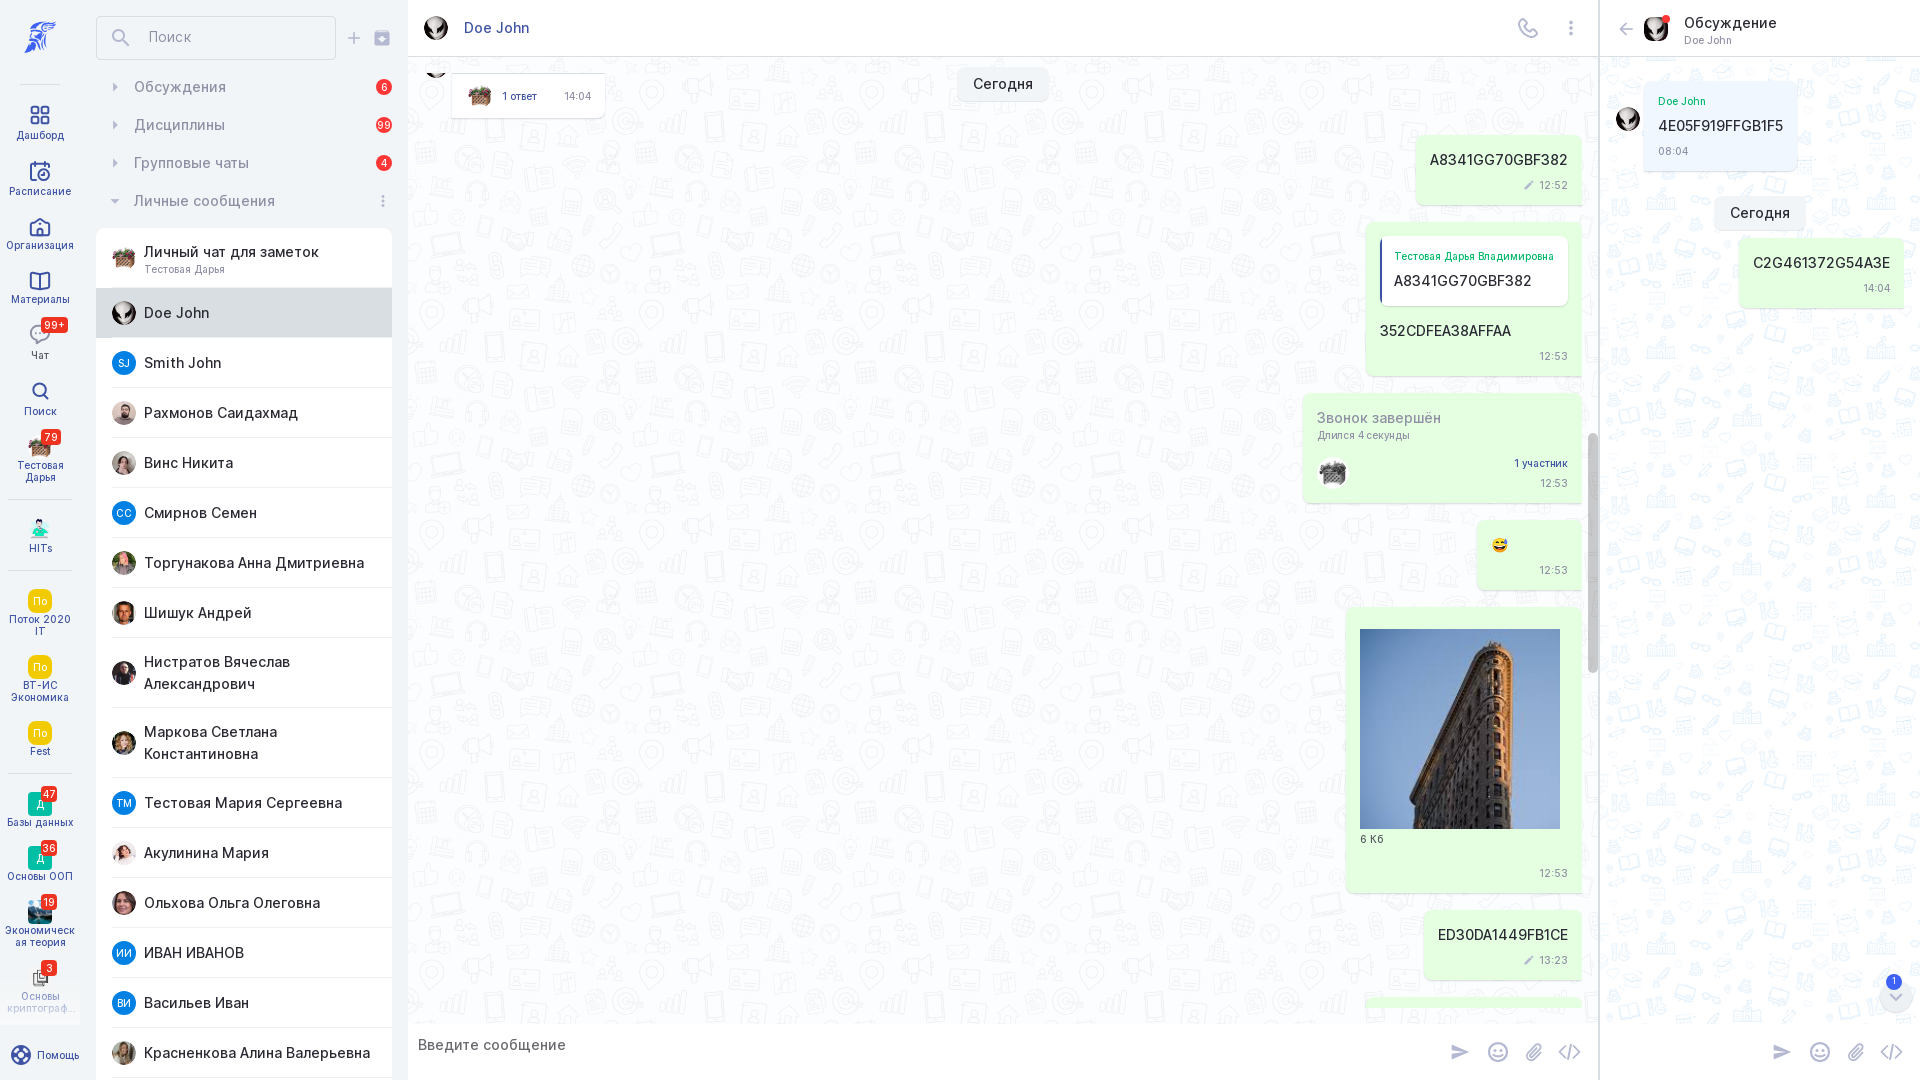 Дашборд
Расписание
Организация
Материалы
99+
Чат
Поиск
79
Тестовая
Дарья
HITs
По
Поток 2020
IT
По
ВТ-ИС
Экономика
По
Fest
47
Д
Базы данных
36
Д
Основы ООП
19
Экономическ
ая теория
3
Основы
криптограф...
Помощь
Поиск
Обсуждения
6
Дисциплины
99
Групповые чаты
4
Личные сообщения
Личный чат для заметок
Тестовая Дарья
Doe John
SJ
Smith John
Рахмонов Саидахмад
Винс Никита
СС
Смирнов Семен
Торгунакова Анна Дмитриевна
Шишук Андрей
Нистратов Вячеслав
Александрович
Маркова Светлана
Константиновна
ТМ
Тестовая Мария Сергеевна
Акулинина Мария
Ольхова Ольга Олеговна
ИИ
ИВАН ИВАНОВ
ВИ
Васильев Иван
Красненкова Алина Валерьевна
Doe John
1 ответ
14:04
Сегодня
A8341GG70GBF382
12:52
Тестовая Дарья Владимировна
A8341GG70GBF382
352CDFEA38AFFAA
12:53
Звонок завершён
Длился 4 секунды
1 участник
12:53
😅
12:53
6 Кб
12:53
ED30DA1449FB1CE
13:23
Введите сообщение
Обсуждение
Doe John
Doe John
4E05F919FFGB1F5
08:04
Сегодня
C2G461372G54A3E
14:04
1